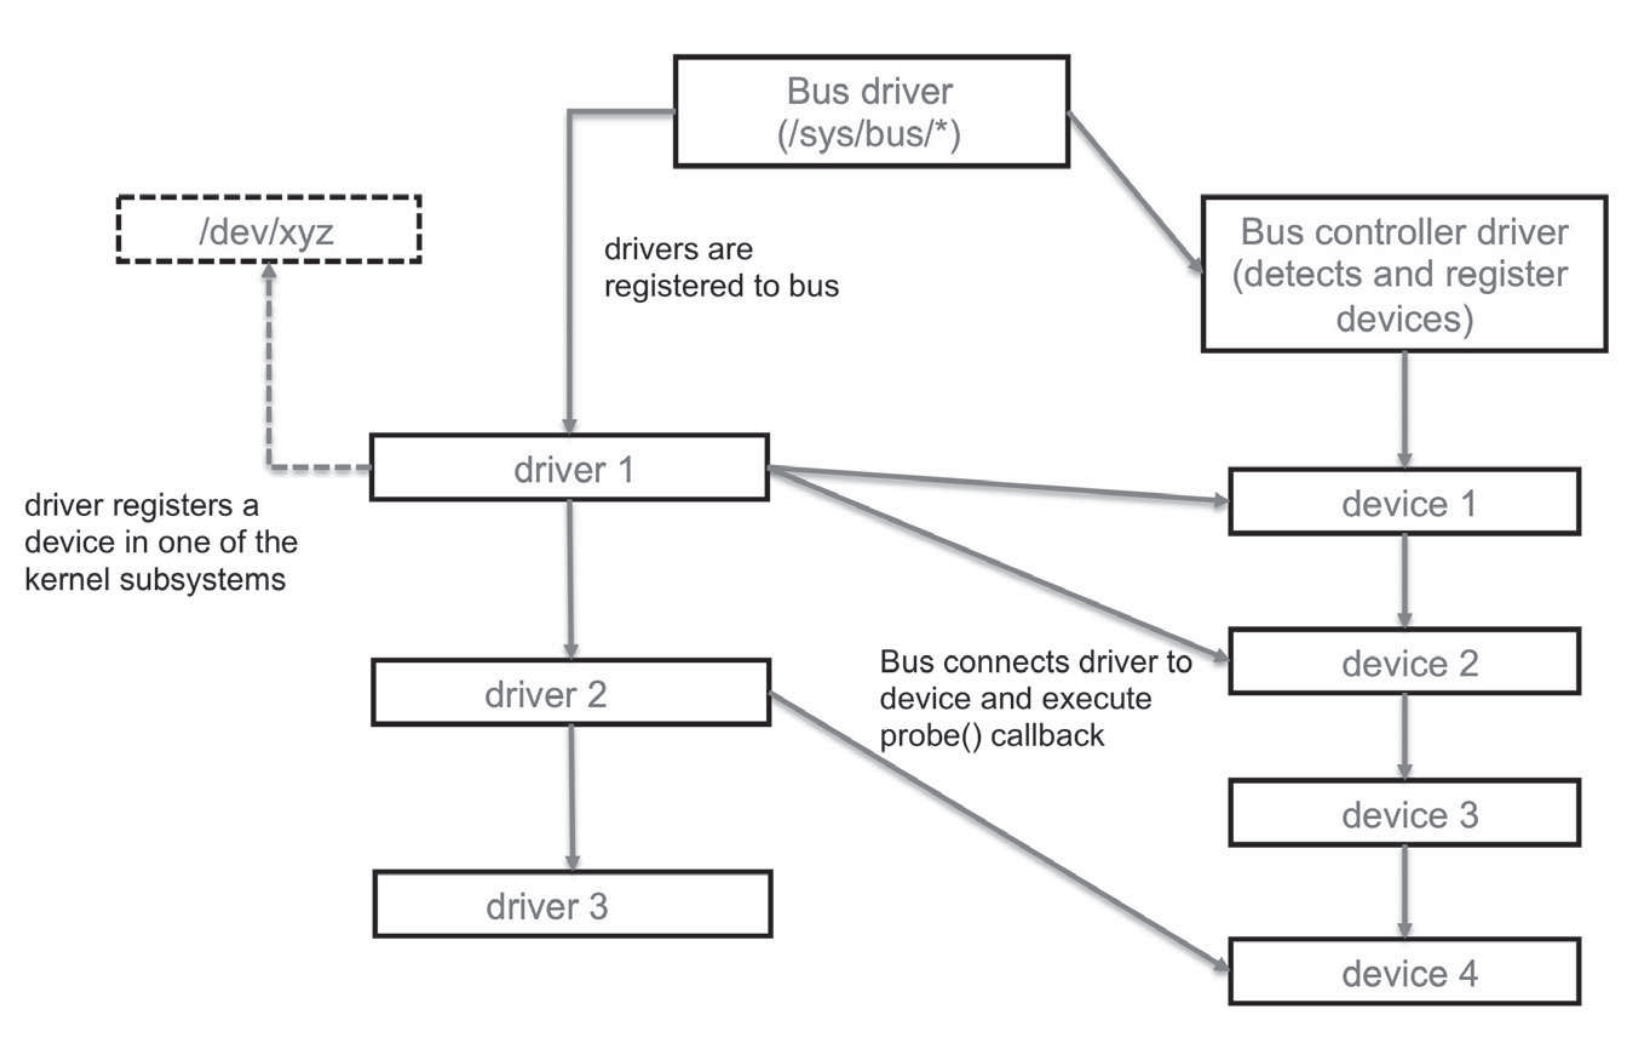 Bus driver
(/sys/bus/*)
/dev/xyz
drivers are
registered to bus
Bus controller driver
(detects and register
devices)
driver 1
driver registers a
device in one of the
kernel subsystems
device 1
Bus connects driver to
device and execute
probe() callback
device 2
driver 2
device 3
driver 3
device 4